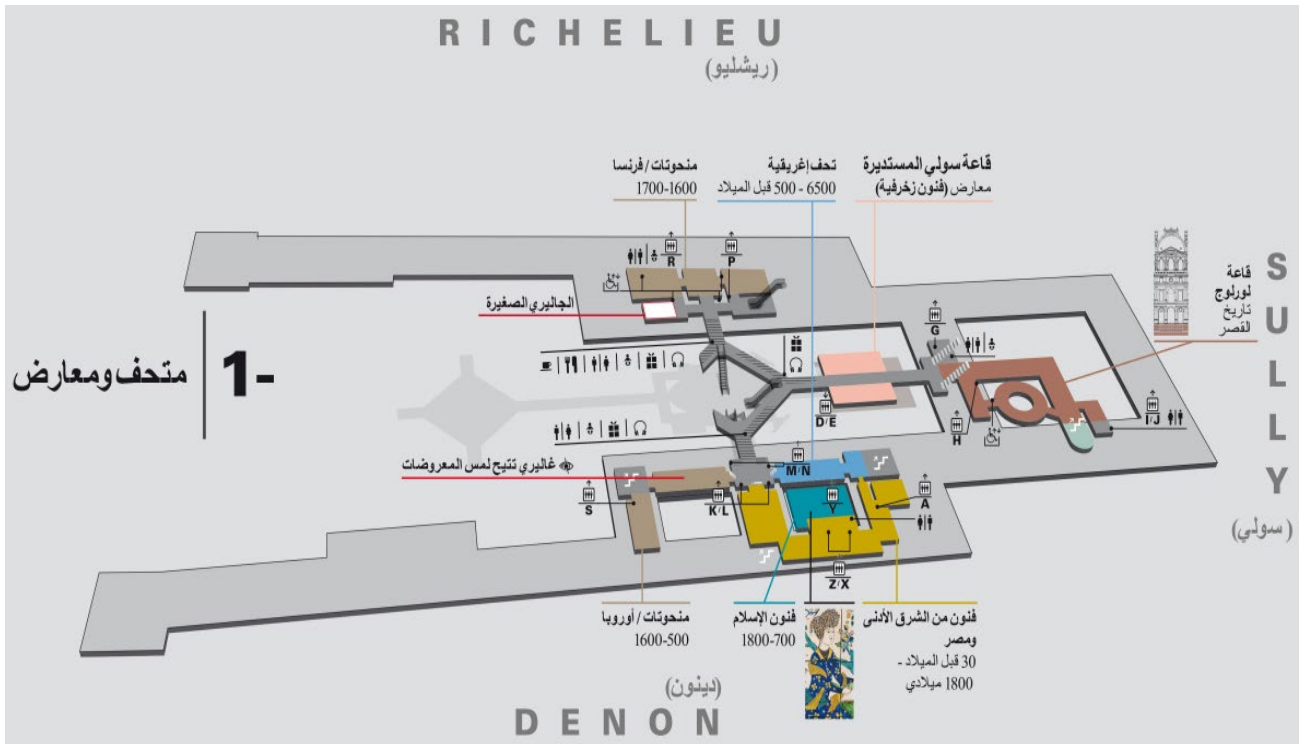 RICHELIEU
(ريشليو)
قاعة سولي المستديرة
معارض (فنون زخرفية)
تحف إغريقية
6500 - 500 قبل الميلاد
منحوتات / فرنسا
1700-1600
قاعة
لورلوج
تاريخ
القصر
SULLY
(سولي)
R
P
الجاليري الصغيرة
G
-1
متحف ومعارض
D/E
H
I/J
M/N
غاليري تتيح لمس المعروضات
S
K/L
Y
A
Z/X
فنون من الشرق الأدنى
ومصر
30 قبل الميلاد -
1800 ميلادي
فنون الإسلام
1800-700
منحوتات / أوروبا
1600-500
(دينون)
DENON